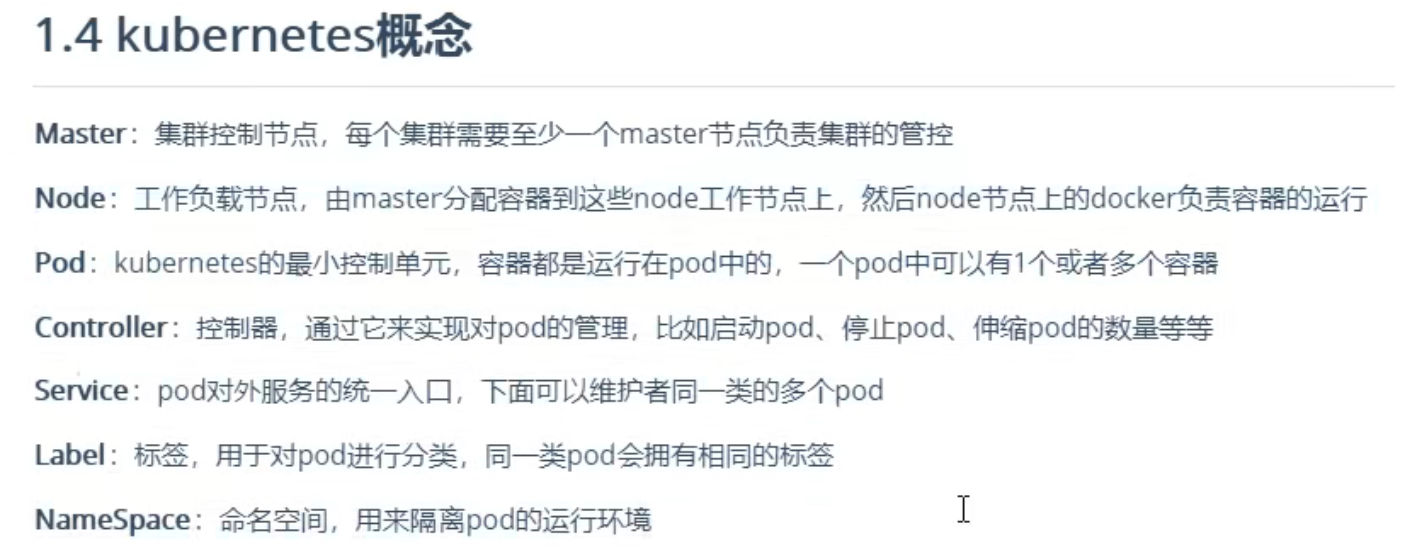 1.4 kubernetes概念
Master：集群控制节点，每个集群需要至少一个master节点负责集群的管控
Node：工作负载节点，由master分配容器到这些node工作节点上，然后node节点上的docker负责容器的运行
Pod：kubernetes的最小控制单元，容器都是运行在pod中的，一个pod中可以有1个或者多个容器
Controller：控制器，通过它来实现对pod的管理，比如启动pod、停止pod、伸缩pod的数量等等
Service：pod对外服务的统一入口，下面可以维护者同一类的多个pod
Label：标签，用于对pod进行分类，同一类pod会拥有相同的标签
NameSpace：命名空间，用来隔离pod的运行环境